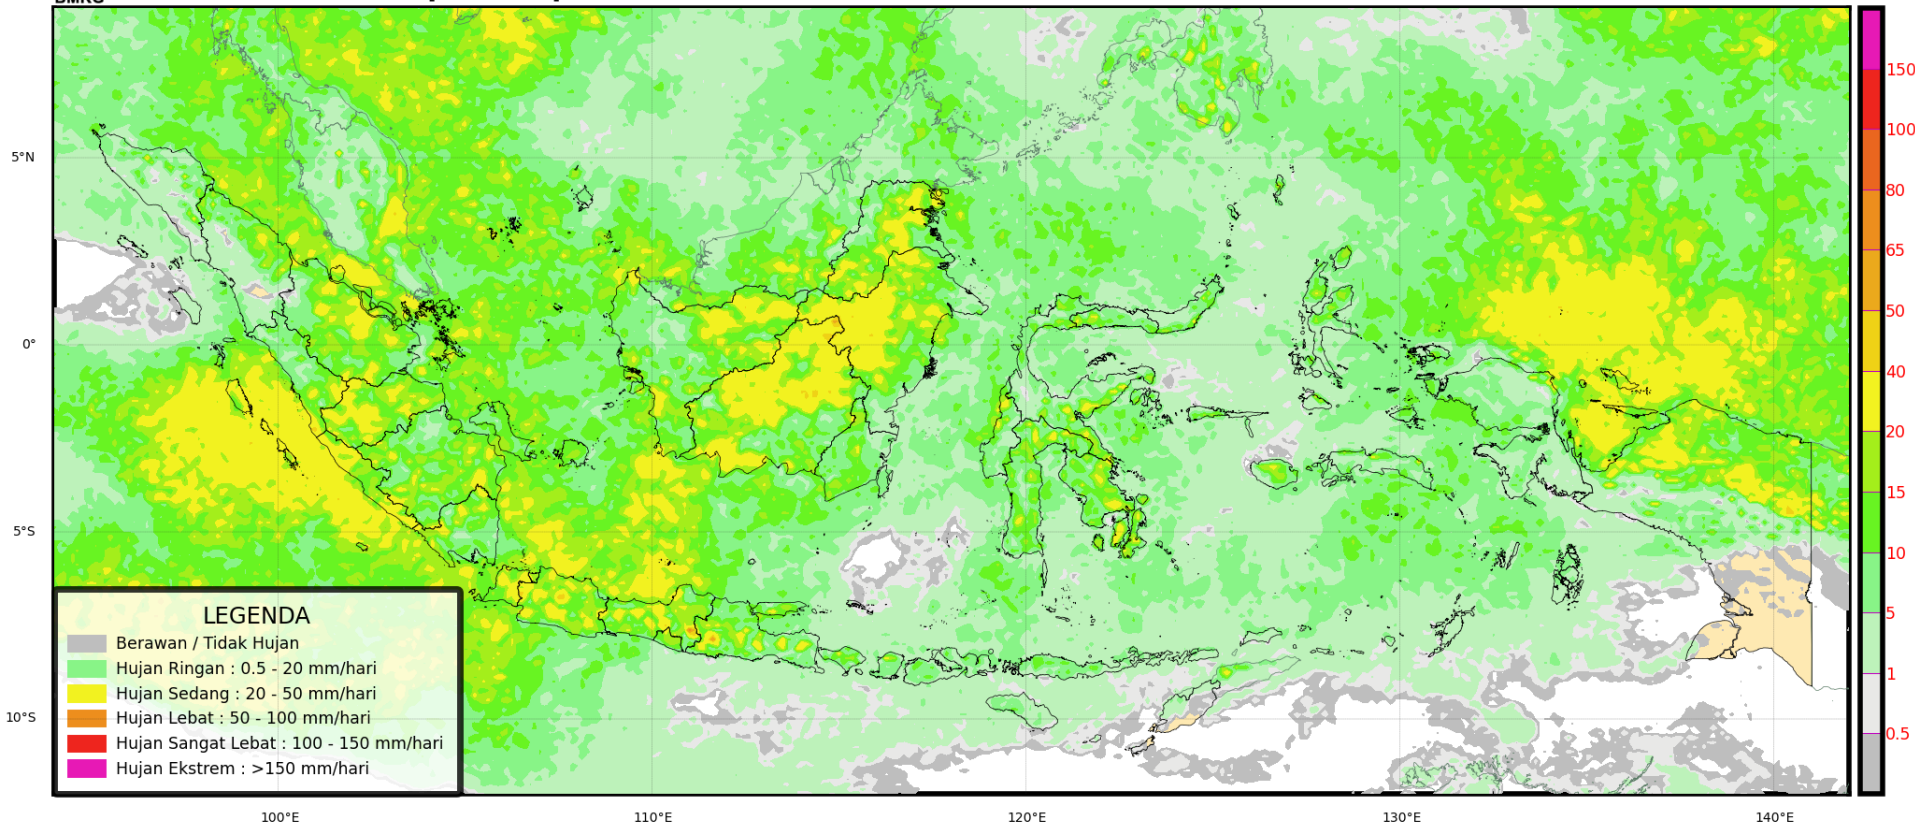 BMKG
5°N
0°
5°S
10°S
100°E
110°E
120°E
130°E
140°E
LEGENDA
Berawan / Tidak Hujan
Hujan Ringan : 0.5 - 20 mm/hari
Hujan Sedang : 20 - 50 mm/hari
Hujan Lebat : 50 - 100 mm/hari
Hujan Sangat Lebat : 100 - 150 mm/hari
Hujan Ekstrem : >150 mm/hari
150
100
80
65
50
40
20
15
10
5
1
0.5